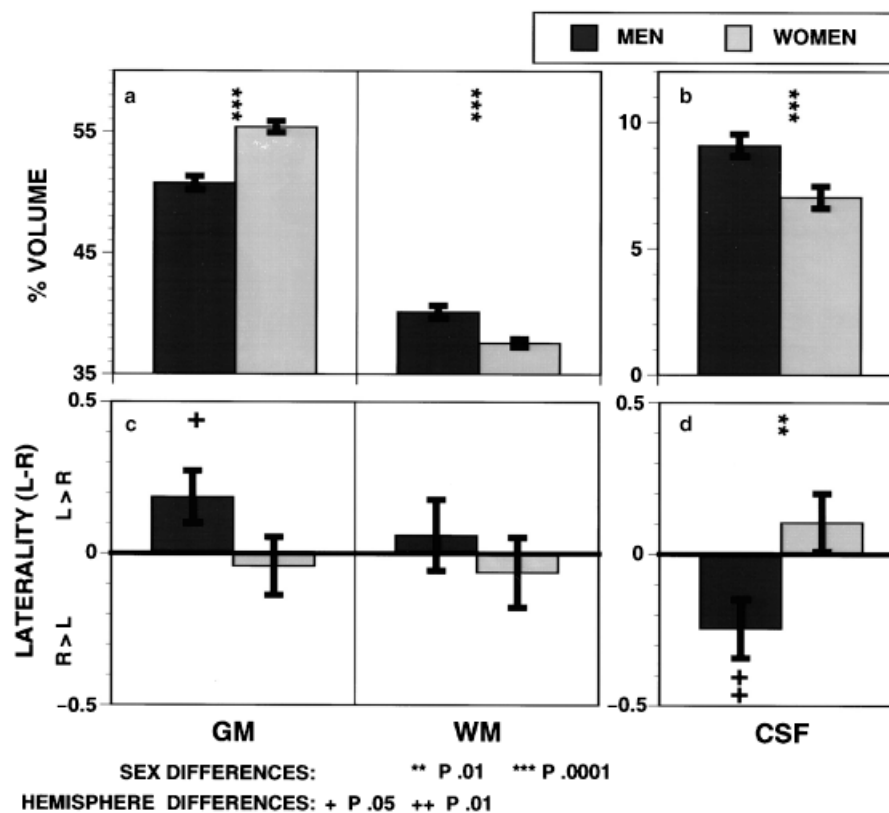 MEN WOMEN
a *** *** b ***
55
45
35
10
5
0
% VOLUME
c + d **
0.5
0
-0.5
0.5
0
-0.5
++
LATERALITY (L-R)
R>L L>R
GM WM CSF
SEX DIFFERENCES: ** P .01 *** P .0001
HEMISPHERE DIFFERENCES: + P .05 ++ P .01